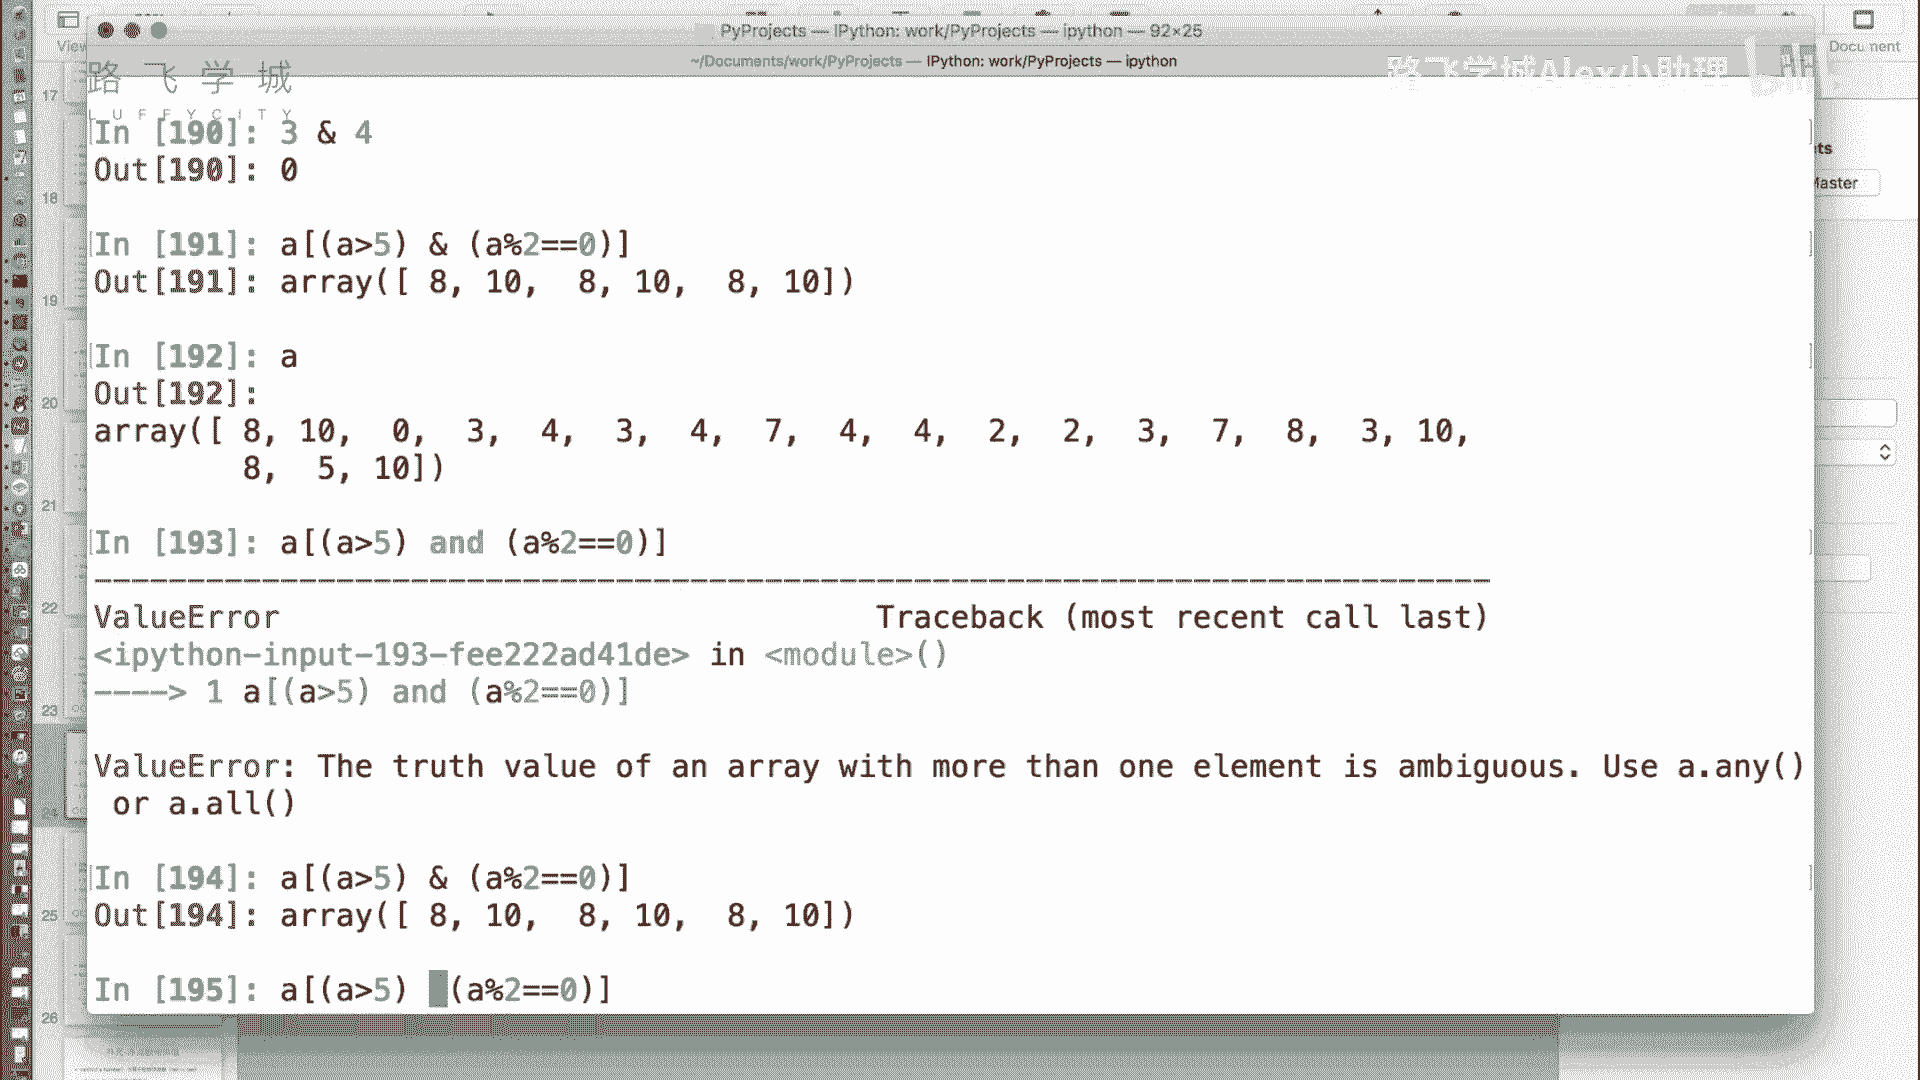 PyProjects — IPython: work/PyProjects — ipython — 92×25
~/Documents/work/PyProjects — IPython: work/PyProjects — ipython
View
Docu nent
路飞学城
LUFFYCITY
路飞学城Alex小助理
In [190]: 3 & 4
Out[190]: 0
In [191]: a[(a>5) & (a%2==0)]
Out[191]: array([ 8, 10,  8, 10,  8, 10])
In [192]: a
Out[192]:
array([ 8, 10,  0,  3,  4,  3,  4,  7,  4,  4,  2,  2,  3,  7,  8,  3, 10,
8,  5, 10])
In [193]: a[(a>5) and (a%2==0)]
---------------------------------------------------------------------------
ValueError                                Traceback (most recent call last)
<ipython-input-193-fee222ad41de> in <module>()
----> 1 a[(a>5) and (a%2==0)]
ValueError: The truth value of an array with more than one element is ambiguous. Use a.any()
or a.all()
In [194]: a[(a>5) & (a%2==0)]
Out[194]: array([ 8, 10,  8, 10,  8, 10])
In [195]: a[(a>5)  (a%2==0)]
17
18
19
20
21
22
23
24
25
26
ts
Master